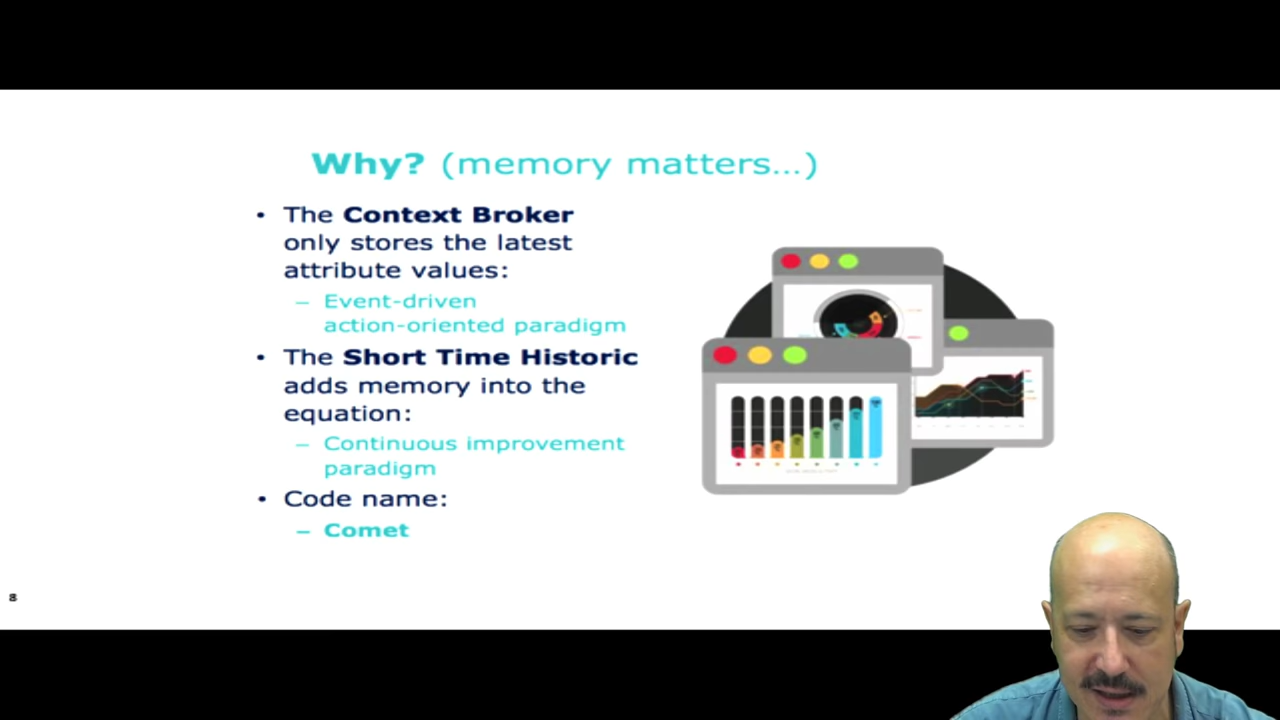 Why? (memory matters...)
• The Context Broker
only stores the latest
attribute values:
– Event-driven
action-oriented paradigm
• The Short Time Historic
adds memory into the
equation:
– Continuous improvement
paradigm
• Code name:
– Comet
8